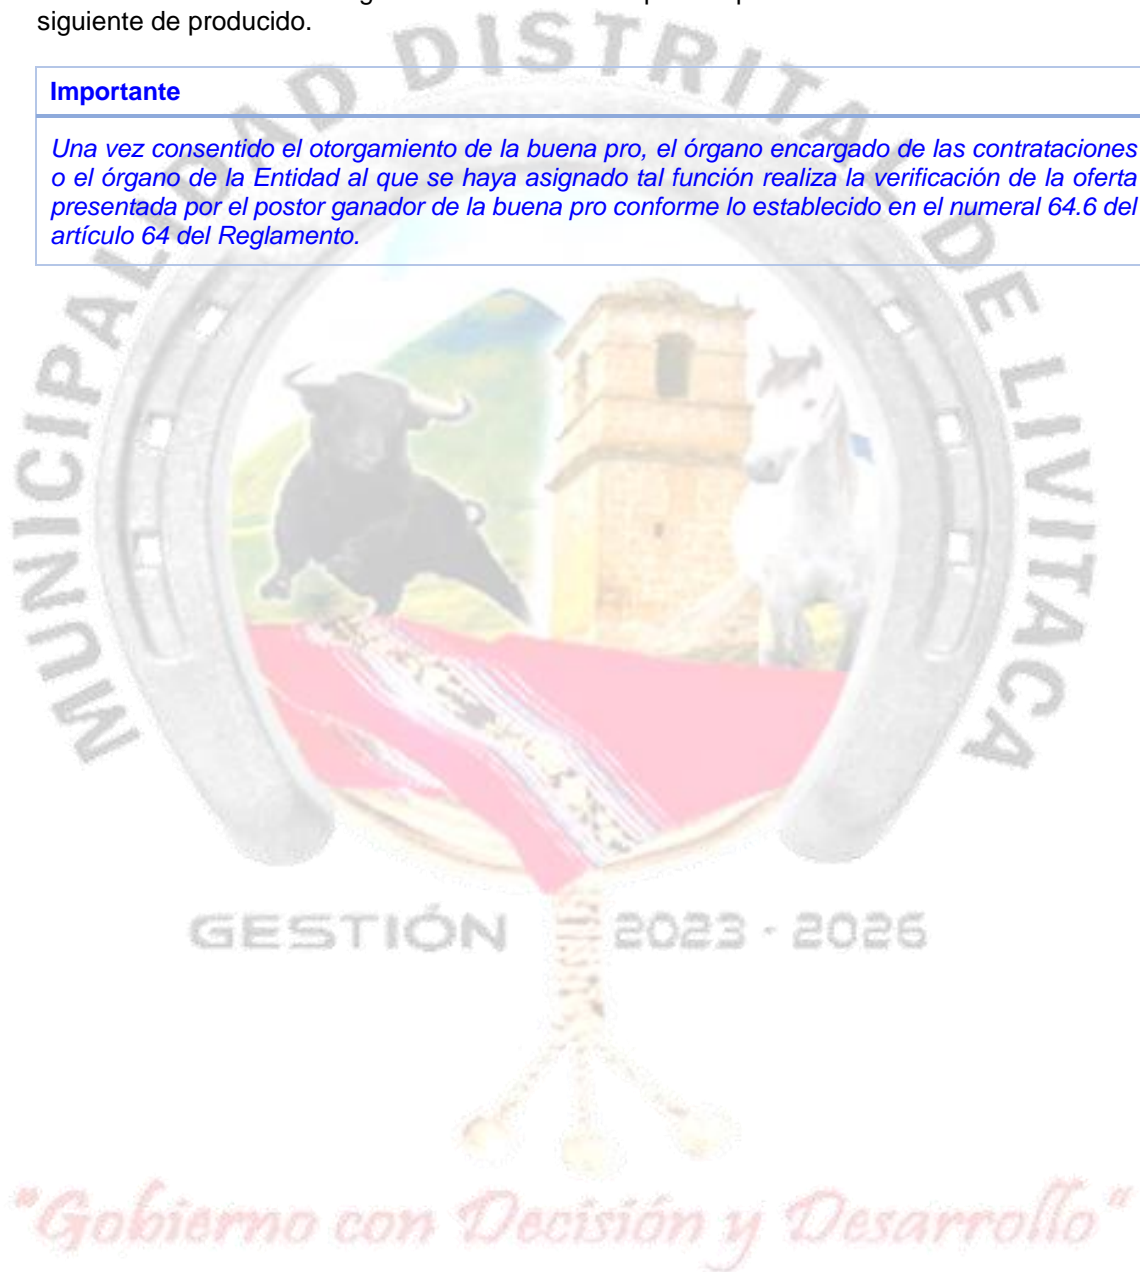 siguiente de producido.
Importante
Una vez consentido el otorgamiento de la buena pro, el órgano encargado de las contrataciones
o el órgano de la Entidad al que se haya asignado tal función realiza la verificación de la oferta
presentada por el postor ganador de la buena pro conforme lo establecido en el numeral 64.6 del
artículo 64 del Reglamento.
MUNICIPALIDAD DISTRITAL DE LIVITACA
GESTIÓN 2023 - 2026
"Gobierno con Decisión y Desarrollo"